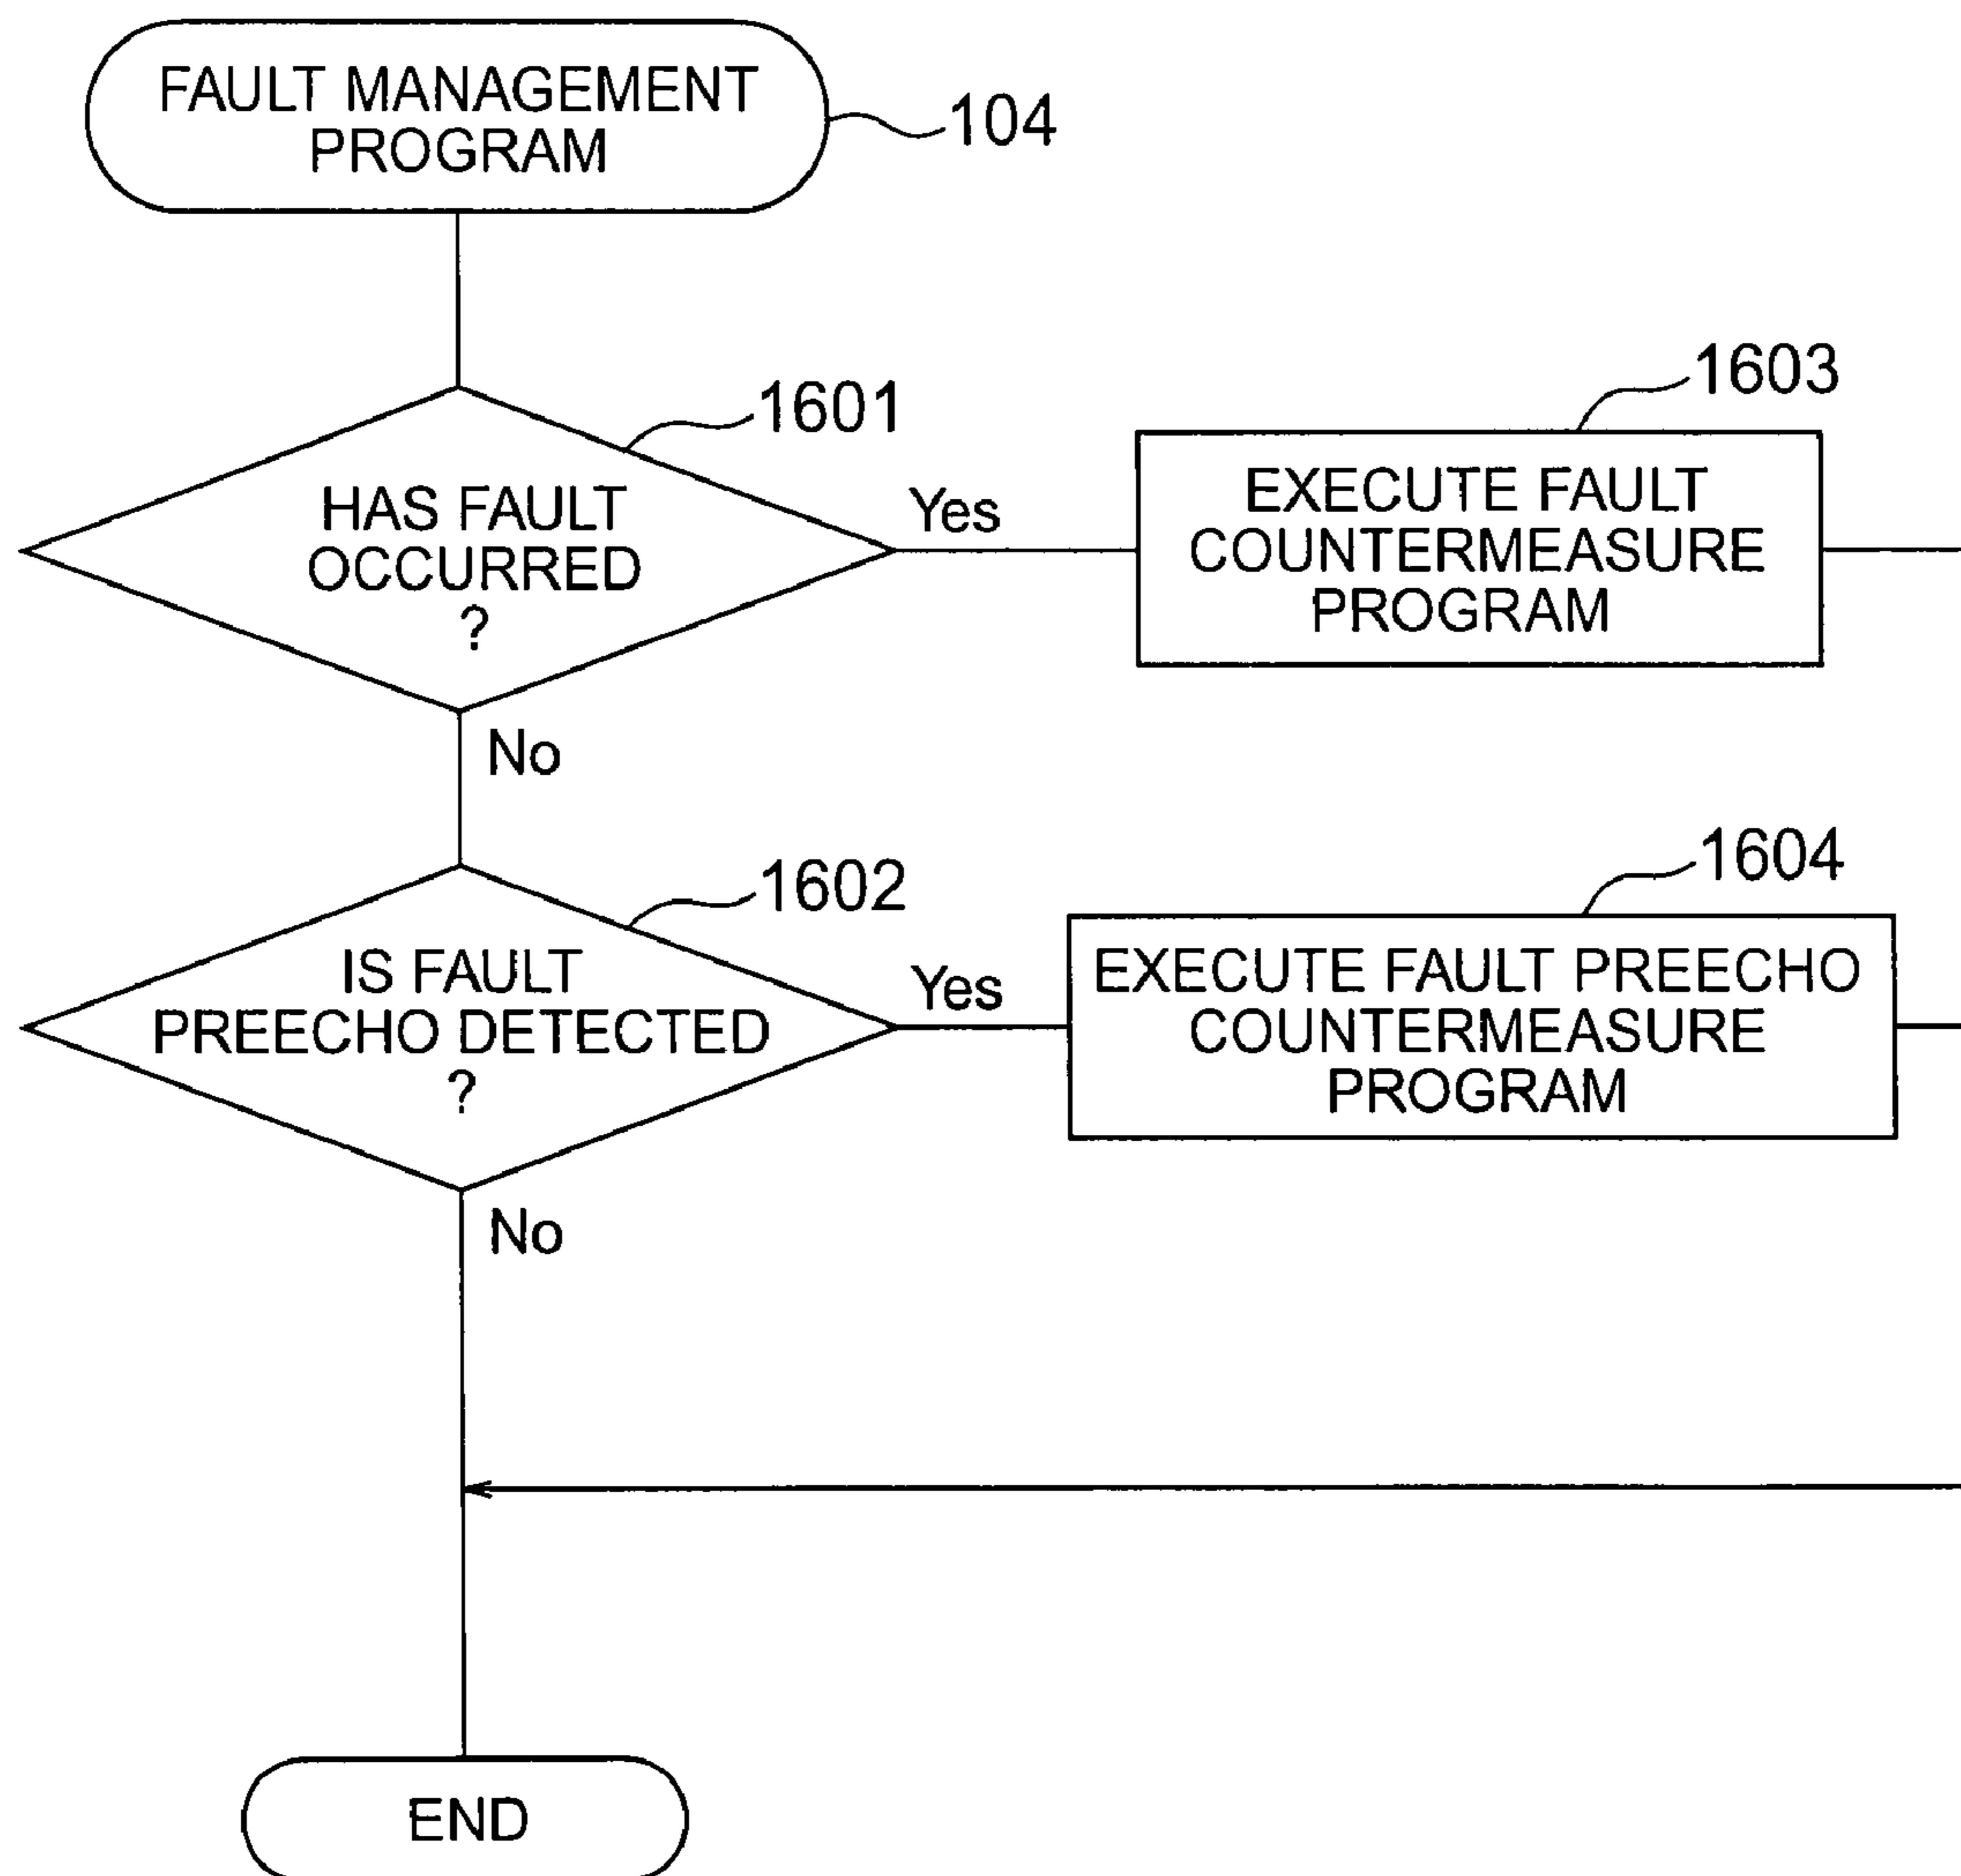 FAULT MANAGEMENT
PROGRAM
104
1601
HAS FAULT
OCCURRED
?
Yes
1603
EXECUTE FAULT
COUNTERMEASURE
PROGRAM
No
1602
IS FAULT
PREECHO DETECTED
?
Yes
1604
EXECUTE FAULT PREECHO
COUNTERMEASURE
PROGRAM
No
END